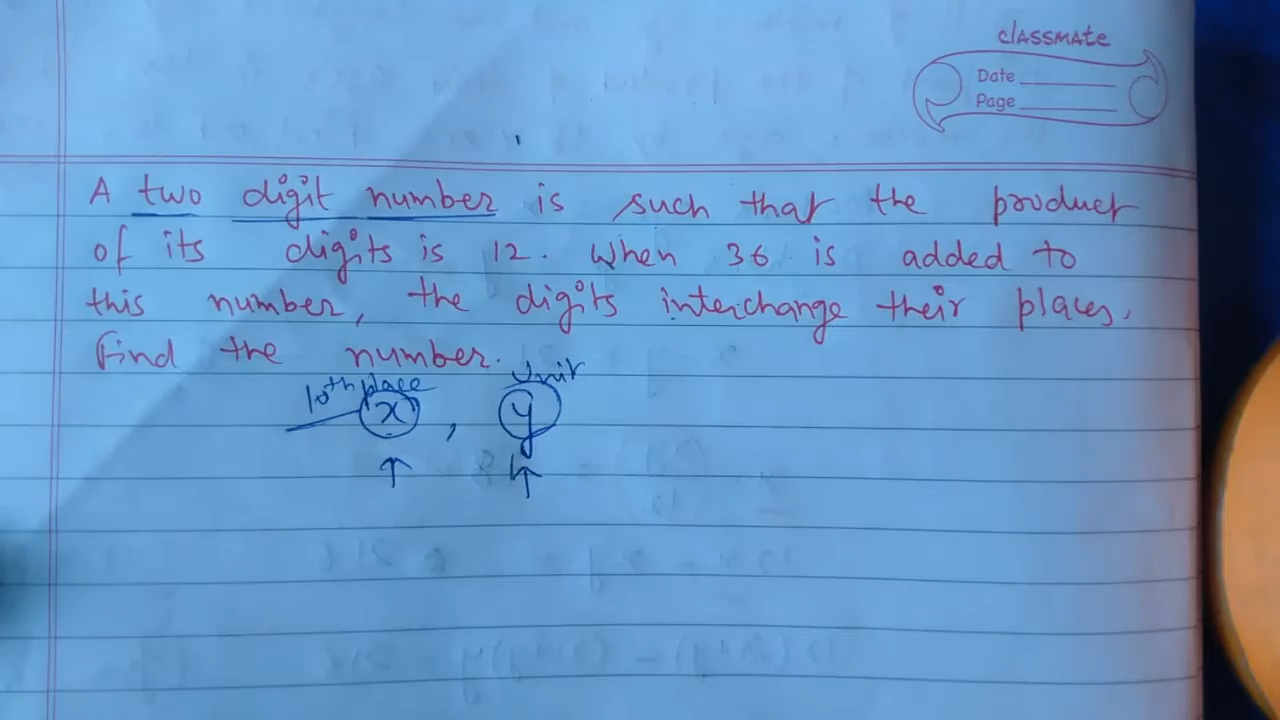 classmate
Date
Page
A two digit number is such that the product
of its digits is 12. When 36 is added to
this number, the digits interchange their places.
Find the number.
10th place x , y Unit